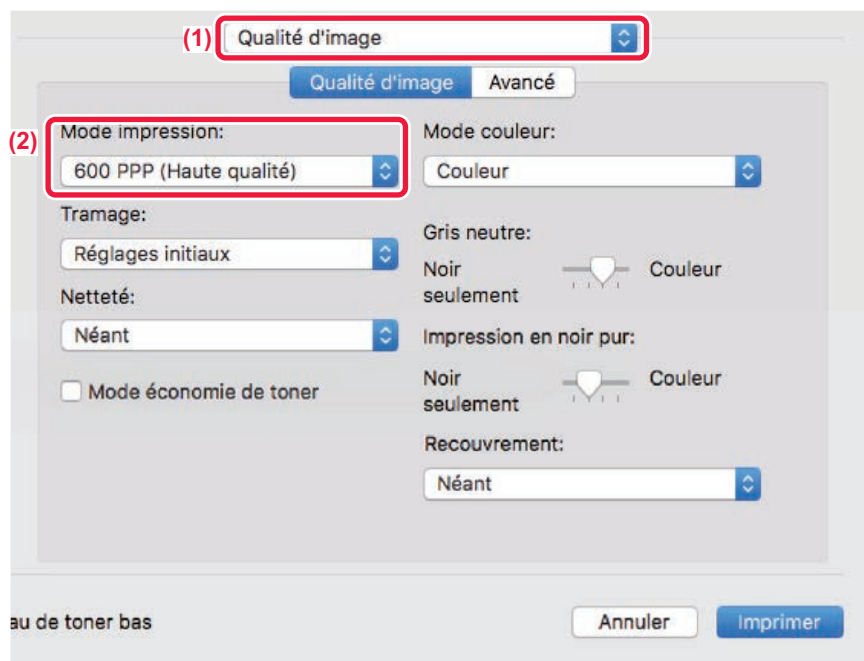 (1) Qualité d'image
Qualité d'image Avancé
(2) Mode impression:
600 PPP (Haute qualité)
Tramage:
Réglages initiaux
Netteté:
Néant
Mode économie de toner
Mode couleur:
Couleur
Gris neutre:
Noir
seulement
Couleur
Impression en noir pur:
Noir
seulement
Couleur
Recouvrement:
Néant
au de toner bas
Annuler Imprimer